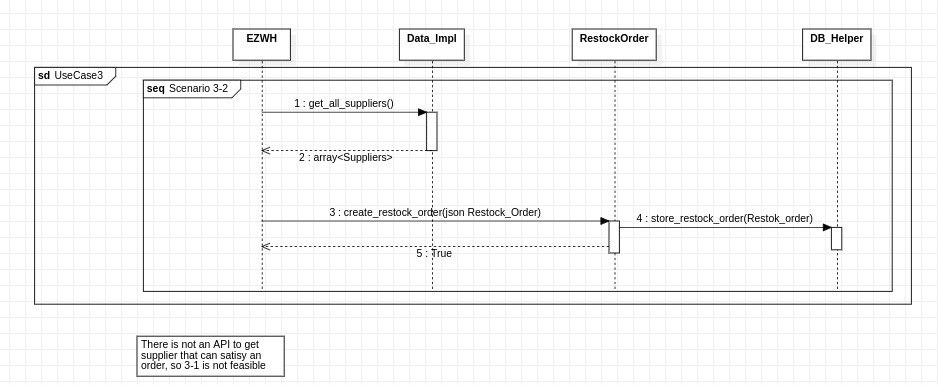 EZWH
Data_Impl
RestockOrder
DB_Helper
sd UseCase3
seq Scenario 3-2
1 : get_all_suppliers()
2 : array<Suppliers>
3 : create_restock_order(json Restock_Order)
4 : store_restock_order(Restok_order)
5 : True
There is not an API to get
supplier that can satisy an
order, so 3-1 is not feasible